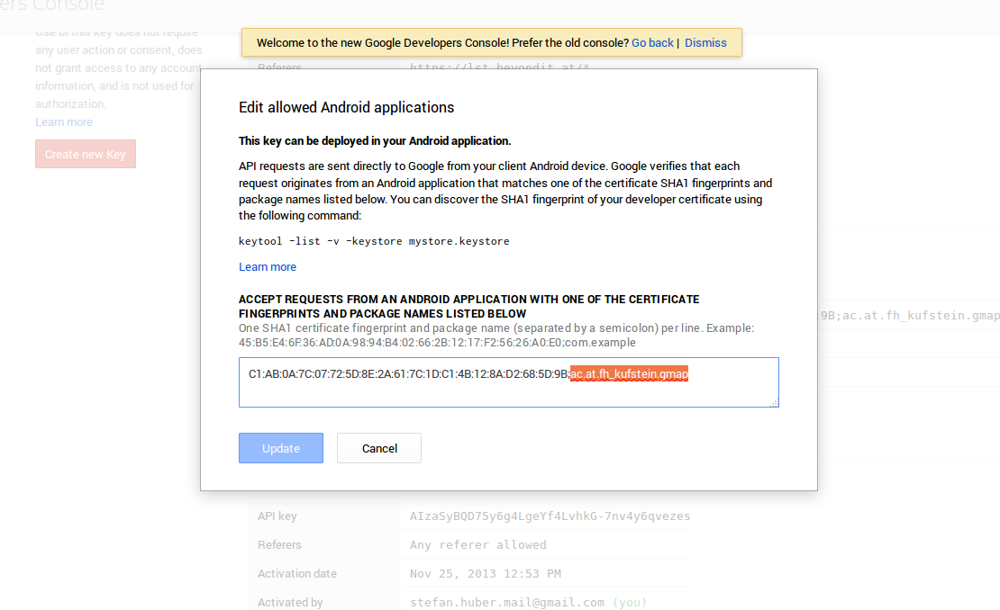 ers Console
Use of this key does not require
any user action or consent, does
not grant access to any account
information, and is not used for
authorization.
Learn more
Create new Key
Welcome to the new Google Developers Console! Prefer the old console? Go back | Dismiss
Referers https://lst.beyondit.at/*
Edit allowed Android applications
This key can be deployed in your Android application.
API requests are sent directly to Google from your client Android device. Google verifies that each
request originates from an Android application that matches one of the certificate SHA1 fingerprints and
package names listed below. You can discover the SHA1 fingerprint of your developer certificate using
the following command:
keytool -list -v -keystore mystore.keystore
Learn more
ACCEPT REQUESTS FROM AN ANDROID APPLICATION WITH ONE OF THE CERTIFICATE
FINGERPRINTS AND PACKAGE NAMES LISTED BELOW
One SHA1 certificate fingerprint and package name (separated by a semicolon) per line. Example:
45:B5:E4:6F:36:AD:0A:98:94:B4:02:66:2B:12:17:F2:56:26:A0:E0;com.example
:9B;ac.at.fh_kufstein.gmap
C1:AB:0A:7C:07:72:5D:8E:2A:61:7C:1D:C1:4B:12:8A:D2:68:5D:9B;ac.at.fh_kufstein.gmap
Update Cancel
API key AIzaSyBQD75y6g4LgeYf4LvhkG-7nv4y6qvezes
Referers Any referer allowed
Activation date Nov 25, 2013 12:53 PM
Activated by stefan.huber.mail@gmail.com (you)